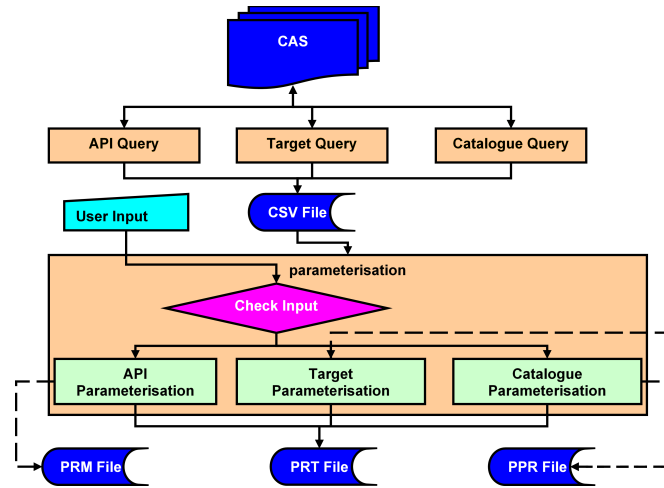 CAS
API Query
Target Query
Catalogue Query
User Input
CSV File
parameterisation
Check Input
API
Parameterisation
Target
Parameterisation
Catalogue
Parameterisation
PRM File
PRT File
PPR File